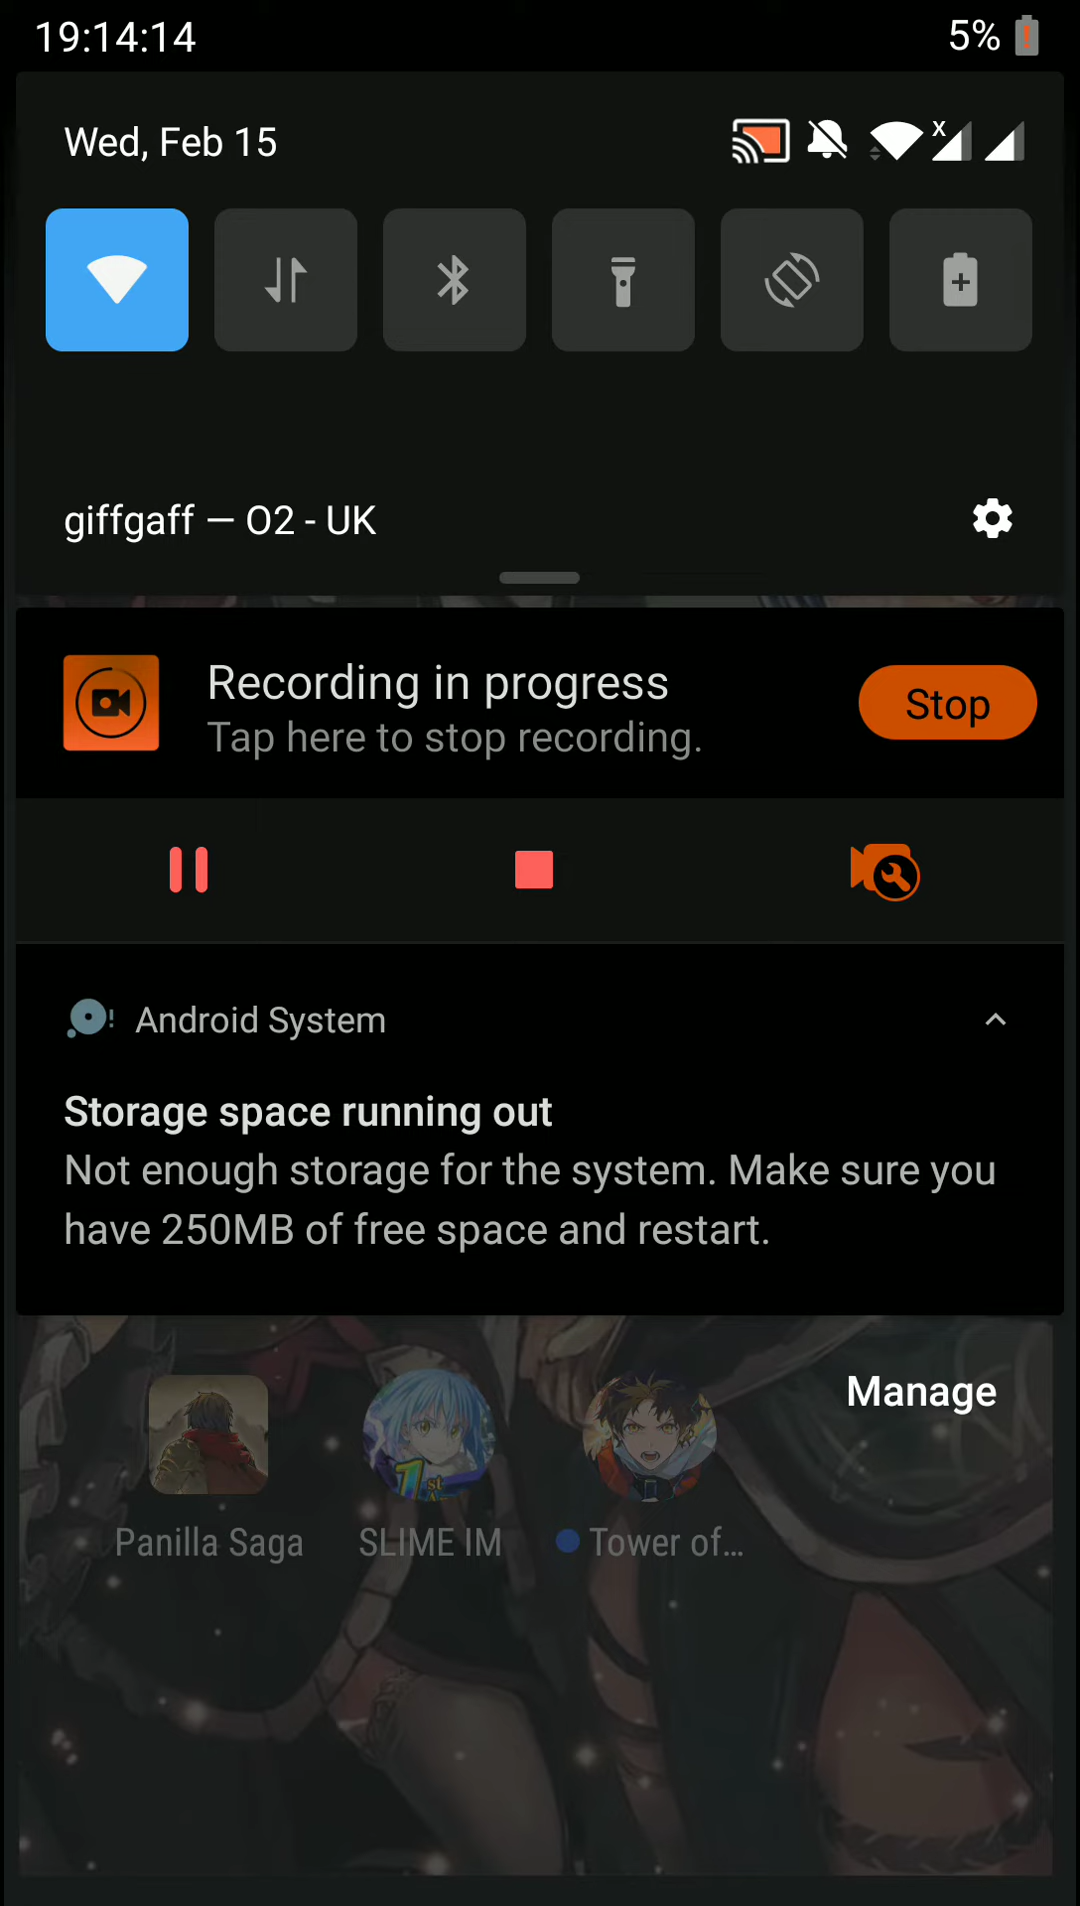 19:14:14
5%
Wed, Feb 15
x
giffgaff — O2 - UK
Recording in progress
Tap here to stop recording.
Stop
Android System
Storage space running out
Not enough storage for the system. Make sure you
have 250MB of free space and restart.
Manage
1st
Panilla Saga
SLIME IM
Tower of...